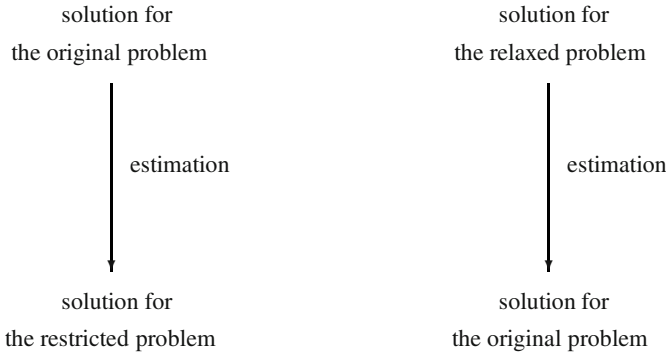 solution for
the original problem
estimation
solution for
the restricted problem
solution for
the relaxed problem
estimation
solution for
the original problem